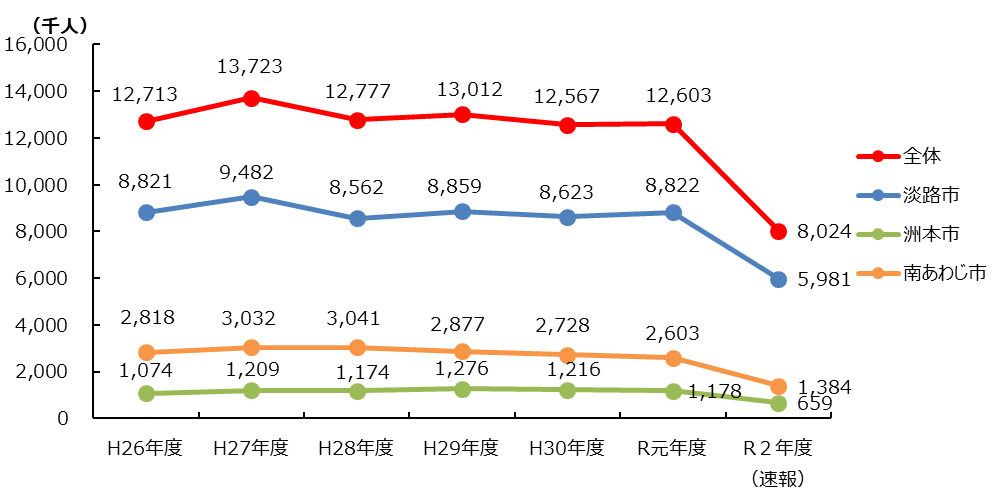 （千人）
16,000
14,000
12,000
10,000
8,000
6,000
4,000
2,000
0
12,713
13,723
12,777
13,012
12,567
12,603
8,024
8,821
9,482
8,562
8,859
8,623
8,822
5,981
2,818
3,032
3,041
2,877
2,728
2,603
1,384
1,074
1,209
1,174
1,276
1,216
1,178
659
H26年度
H27年度
H28年度
H29年度
H30年度
R元年度
R２年度
（速報）
全体
淡路市
洲本市
南あわじ市